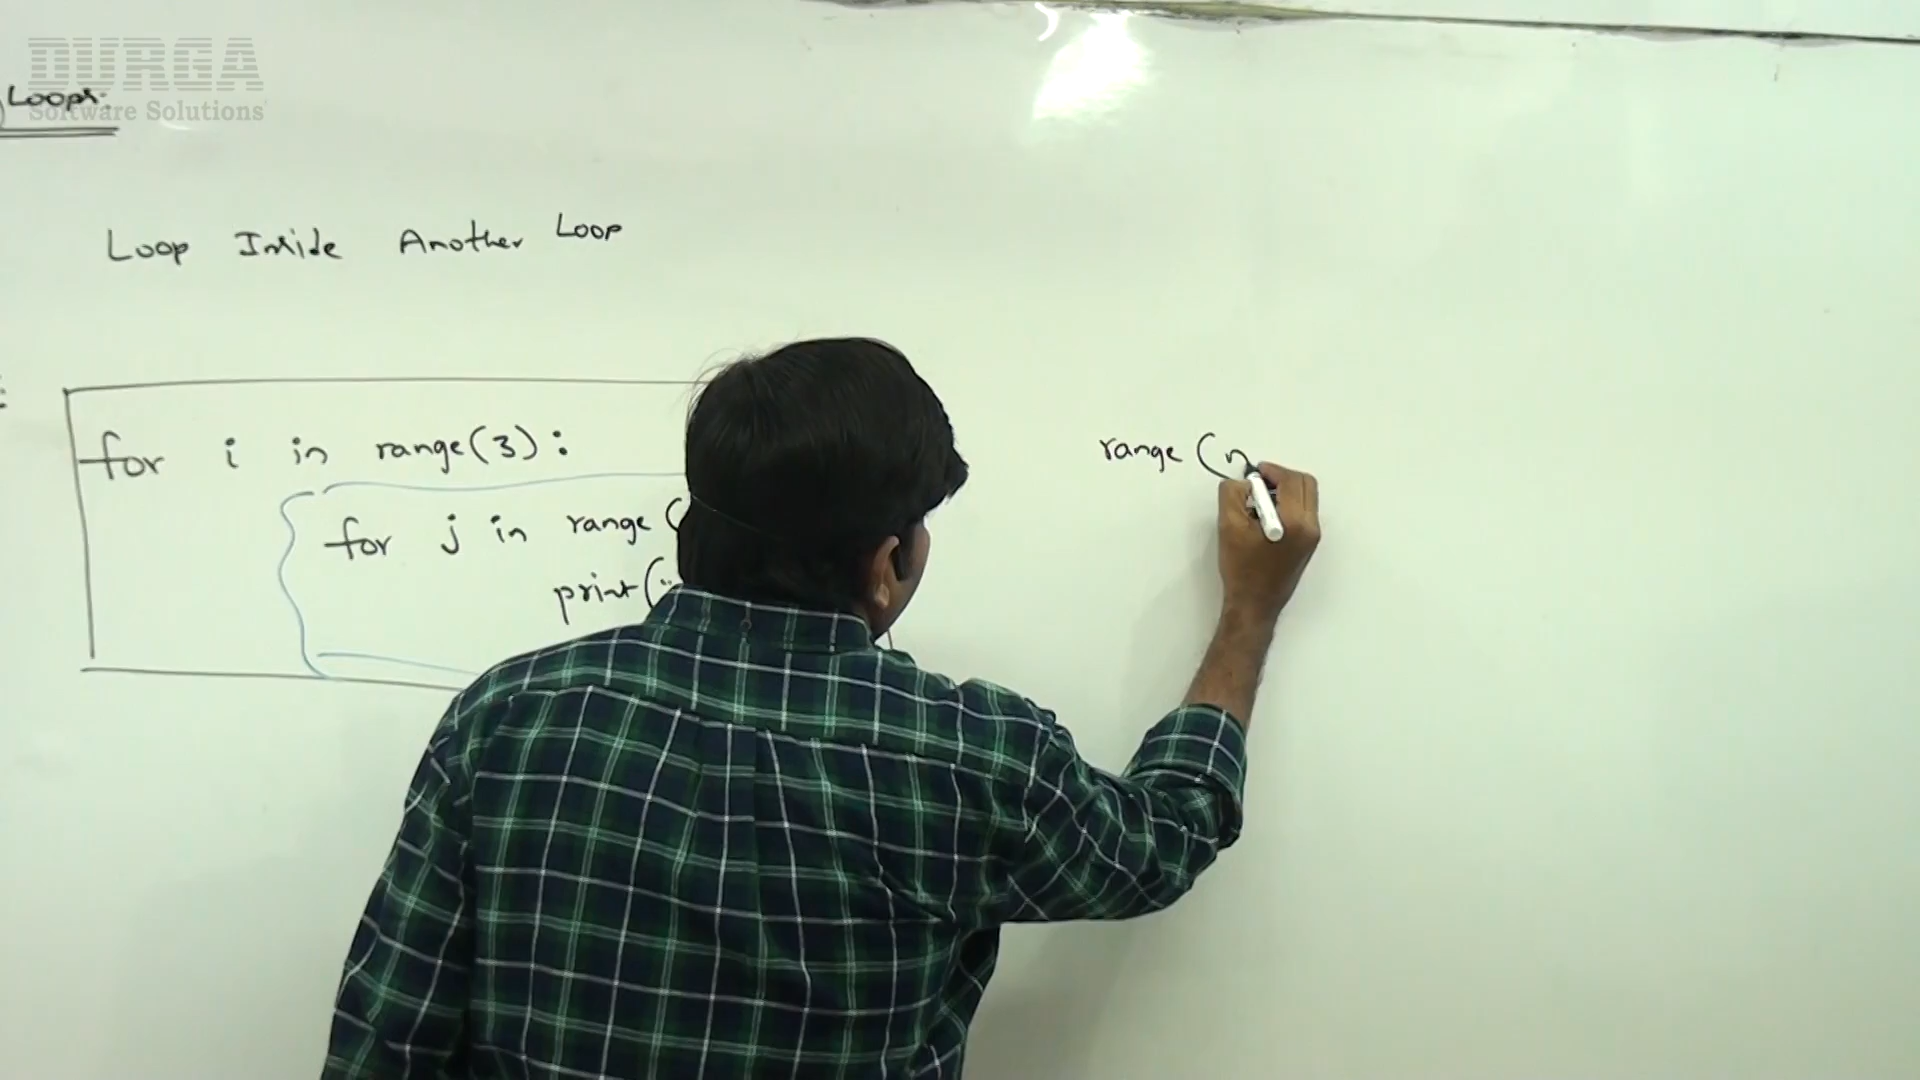 DURGA
Software Solutions
Loops:
Loop Inside Another Loop
for i in range(3):
for j in range (
print("
range (n